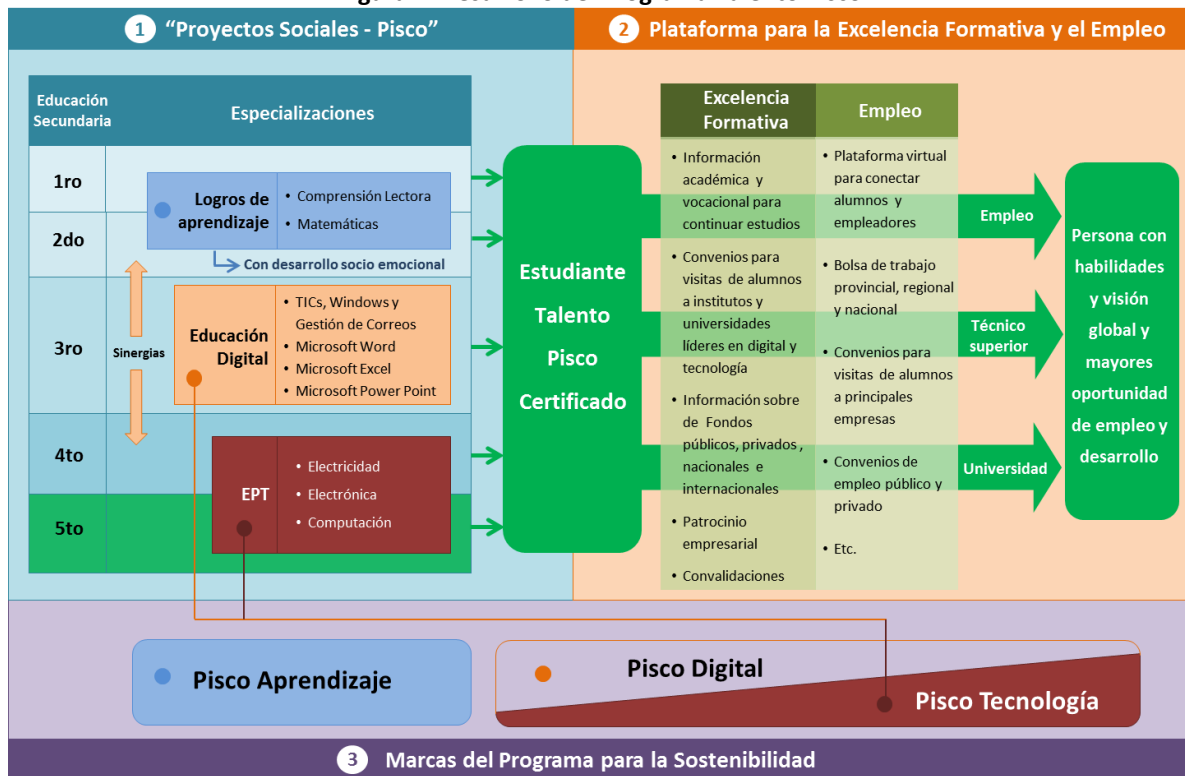 1 “Proyectos Sociales - Pisco”
2 Plataforma para la Excelencia Formativa y el Empleo
Educación
Secundaria
Especializaciones
1ro
2do
3ro
4to
5to
Logros de
aprendizaje
• Comprensión Lectora
• Matemáticas
Con desarrollo socio emocional
Sinergias
Educación
Digital
• TICs, Windows y
Gestión de Correos
• Microsoft Word
• Microsoft Excel
• Microsoft Power Point
EPT
• Electricidad
• Electrónica
• Computación
Estudiante
Talento
Pisco
Certificado
Excelencia
Formativa
• Información
académica y
vocacional para
continuar estudios
• Convenios para
visitas de alumnos
a institutos y
universidades
líderes en digital y
tecnología
• Información sobre
de Fondos
públicos, privados ,
nacionales e
internacionales
• Patrocinio
empresarial
• Convalidaciones
Empleo
• Plataforma virtual
para conectar
alumnos y
empleadores
• Bolsa de trabajo
provincial, regional
y nacional
• Convenios para
visitas de alumnos
a principales
empresas
• Convenios de
empleo público y
privado
• Etc.
Empleo
Técnico
superior
Universidad
Persona con
habilidades
y visión
global y
mayores
oportunidad
de empleo y
desarrollo
Pisco Aprendizaje
Pisco Digital
Pisco Tecnología
3 Marcas del Programa para la Sostenibilidad